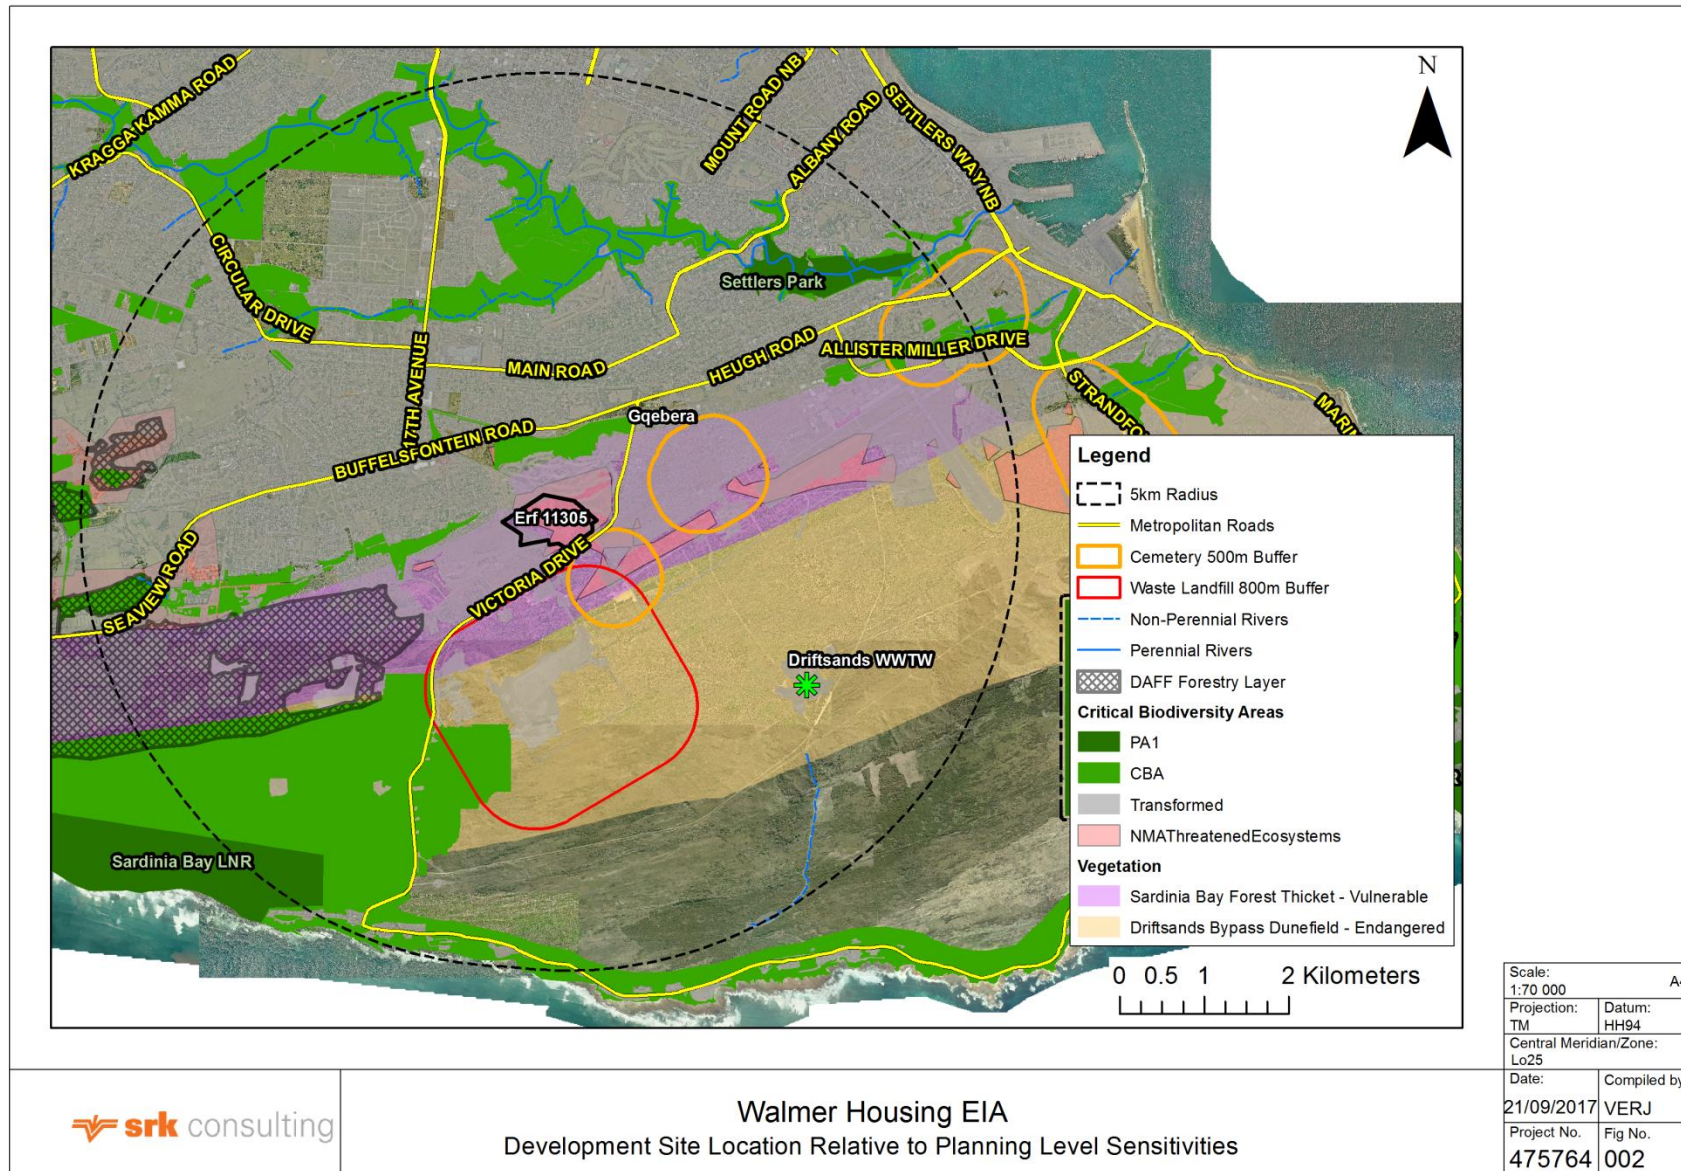 N
KRAGGA KAMMA ROAD
MOUNT ROAD NB
ALBANY ROAD
SETTLERS WAY NB
CIRCULAR DRIVE
17TH AVENUE
Settlers Park
MAIN ROAD
HEUGH ROAD
ALLISTER MILLER DRIVE
STRANDFO
MARIN
Gqebera
BUFFELSFONTEIN ROAD
Erf 11305
SEAVIEW ROAD
VICTORIA DRIVE
Driftsands WWTW
Sardinia Bay LNR
Legend
5km Radius
Metropolitan Roads
Cemetery 500m Buffer
Waste Landfill 800m Buffer
Non-Perennial Rivers
Perennial Rivers
DAFF Forestry Layer
Critical Biodiversity Areas
PA1
CBA
Transformed
NMAThreatenedEcosystems
Vegetation
Sardinia Bay Forest Thicket - Vulnerable
Driftsands Bypass Dunefield - Endangered
0 0.5 1 2 Kilometers
Scale:
1:70 000
Projection: Datum:
TM HH94
Central Meridian/Zone:
Lo25
Date: Compiled by
21/09/2017 VERJ
Project No. Fig No.
475764 002
srk consulting
Walmer Housing EIA
Development Site Location Relative to Planning Level Sensitivities